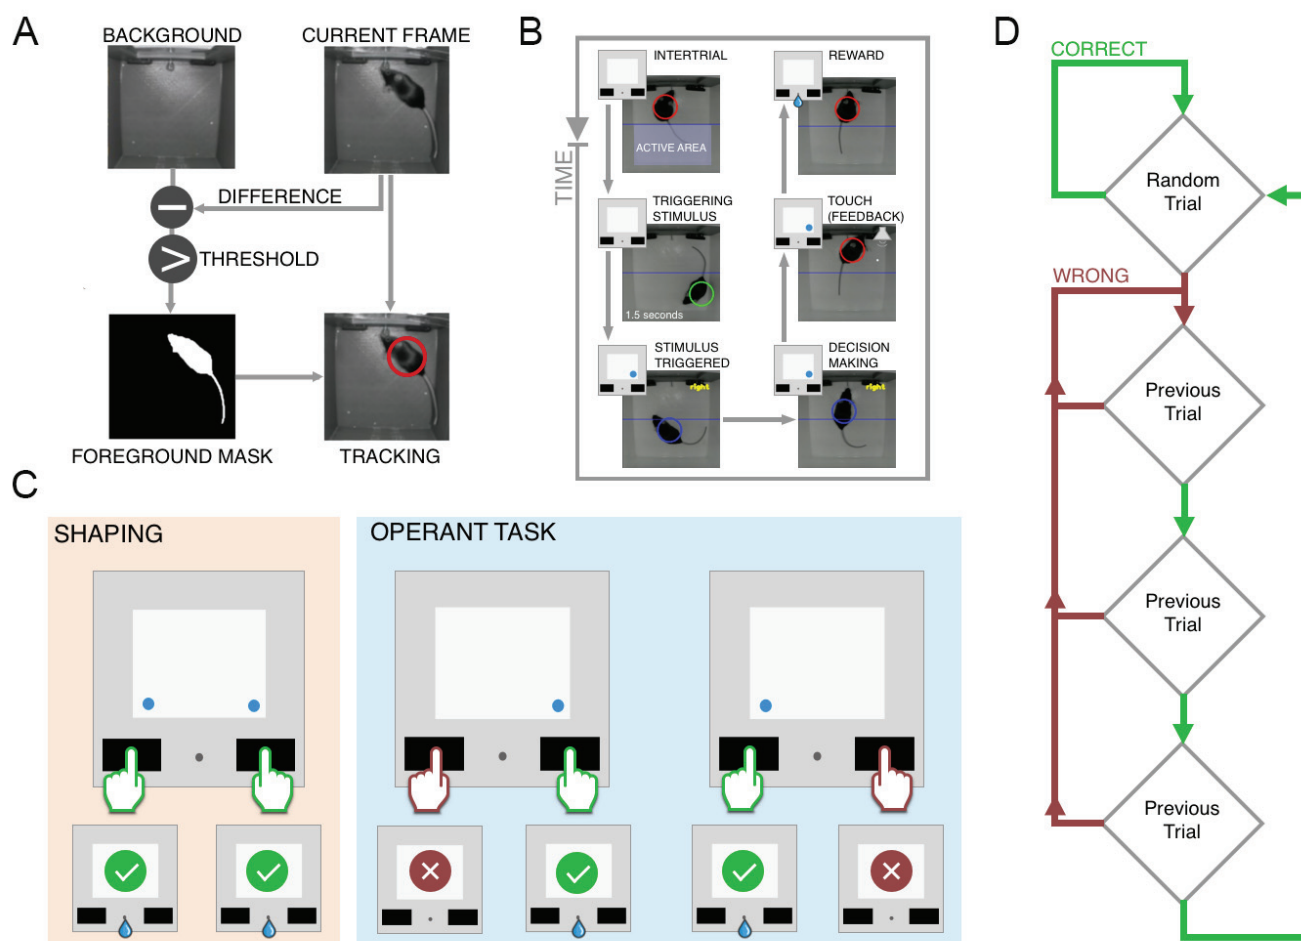 A
BACKGROUND
CURRENT FRAME
DIFFERENCE
THRESHOLD
FOREGROUND MASK
TRACKING
B
TIME
INTERTRIAL
ACTIVE AREA
TRIGGERING
STIMULUS
1.5 seconds
STIMULUS
TRIGGERED
right
DECISION
MAKING
right
TOUCH
(FEEDBACK)
REWARD
C
SHAPING
OPERANT TASK
D
CORRECT
Random
Trial
WRONG
Previous
Trial
Previous
Trial
Previous
Trial